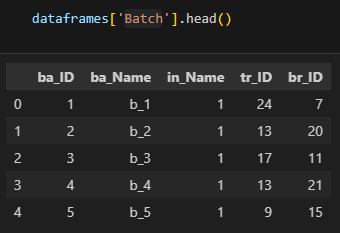 dataframes['Batch'].head()
ba_ID ba_Name in_Name tr_ID br_ID
0 1 b_1 1 24 7
1 2 b_2 1 13 20
2 3 b_3 1 17 11
3 4 b_4 1 13 21
4 5 b_5 1 9 15